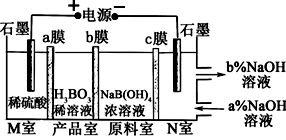 + 电源 −
石墨
a膜
b膜
c膜
石墨
稀硫酸
H₃BO₃
稀溶液
NaB(OH)₄
浓溶液
b%NaOH
溶液
a%NaOH
溶液
M室
产品室
原料室
N室